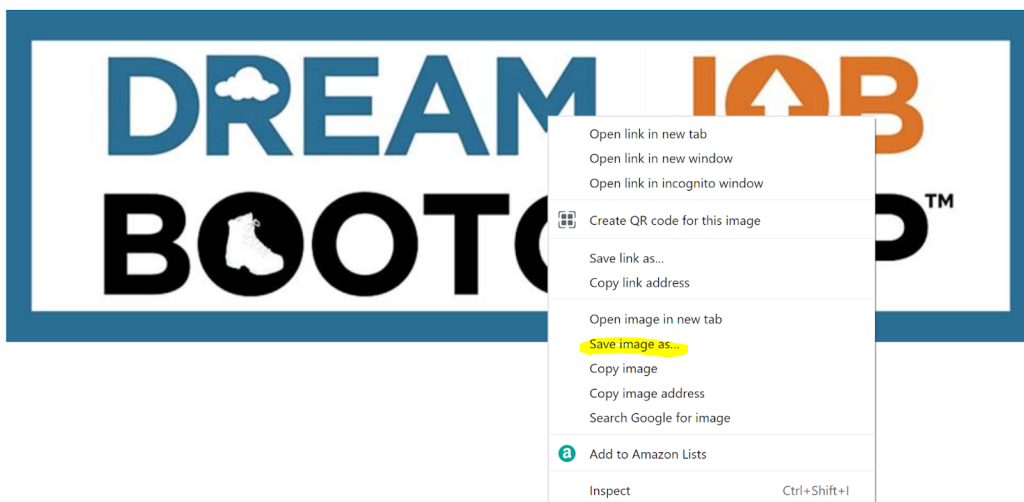 DREAM JOB
BOOTC P™
Open link in new tab
Open link in new window
Open link in incognito window
Create QR code for this image
Save link as...
Copy link address
Open image in new tab
Save image as...
Copy image
Copy image address
Search Google for image
a
Add to Amazon Lists
Inspect Ctrl+Shift+I